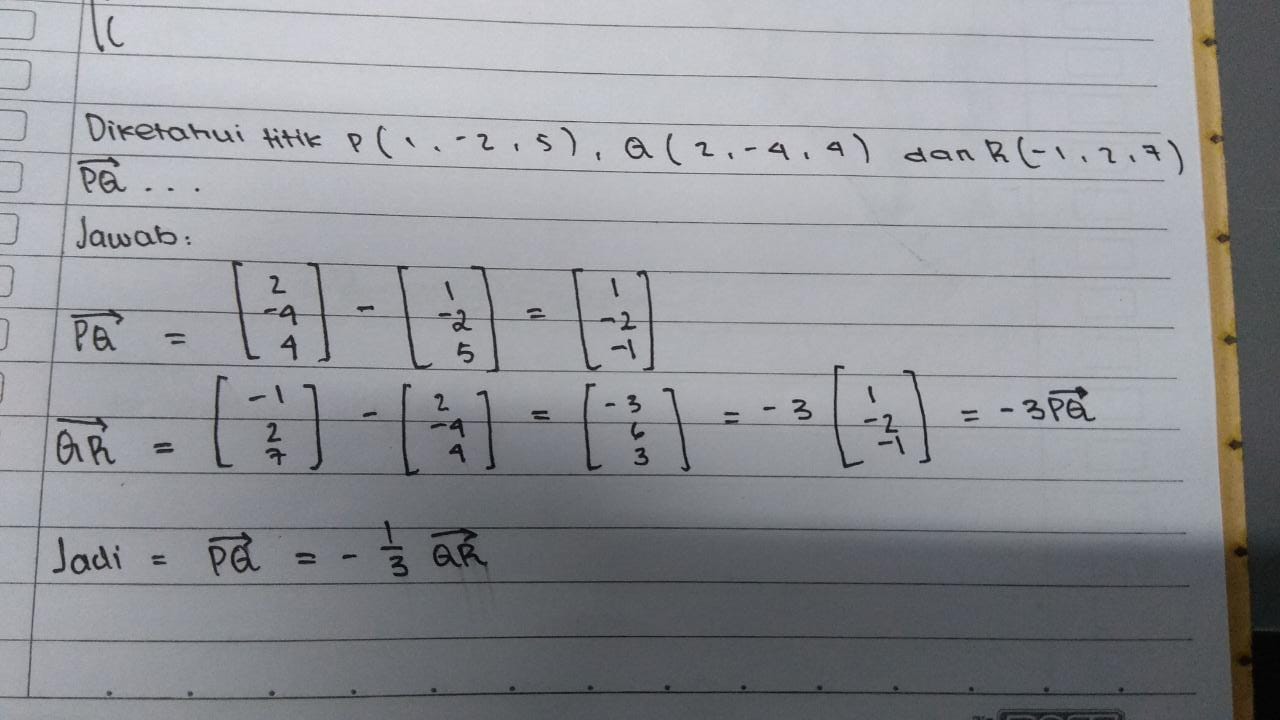 Diketahui titik P(1, -2, 5), Q(2, -4, 4) dan R(-1, 2, 7)
$\overrightarrow{PQ}$ ...
Jawab:
$\overrightarrow{PQ} = \begin{bmatrix} 2 \\ -4 \\ 4 \end{bmatrix} - \begin{bmatrix} 1 \\ -2 \\ 5 \end{bmatrix} = \begin{bmatrix} 1 \\ -2 \\ -1 \end{bmatrix}$
$\overrightarrow{QR} = \begin{bmatrix} -1 \\ 2 \\ 7 \end{bmatrix} - \begin{bmatrix} 2 \\ -4 \\ 4 \end{bmatrix} = \begin{bmatrix} -3 \\ 6 \\ 3 \end{bmatrix} = -3 \begin{bmatrix} 1 \\ -2 \\ -1 \end{bmatrix} = -3\overrightarrow{PQ}$
Jadi = $\overrightarrow{PQ} = -\frac{1}{3} \overrightarrow{QR}$